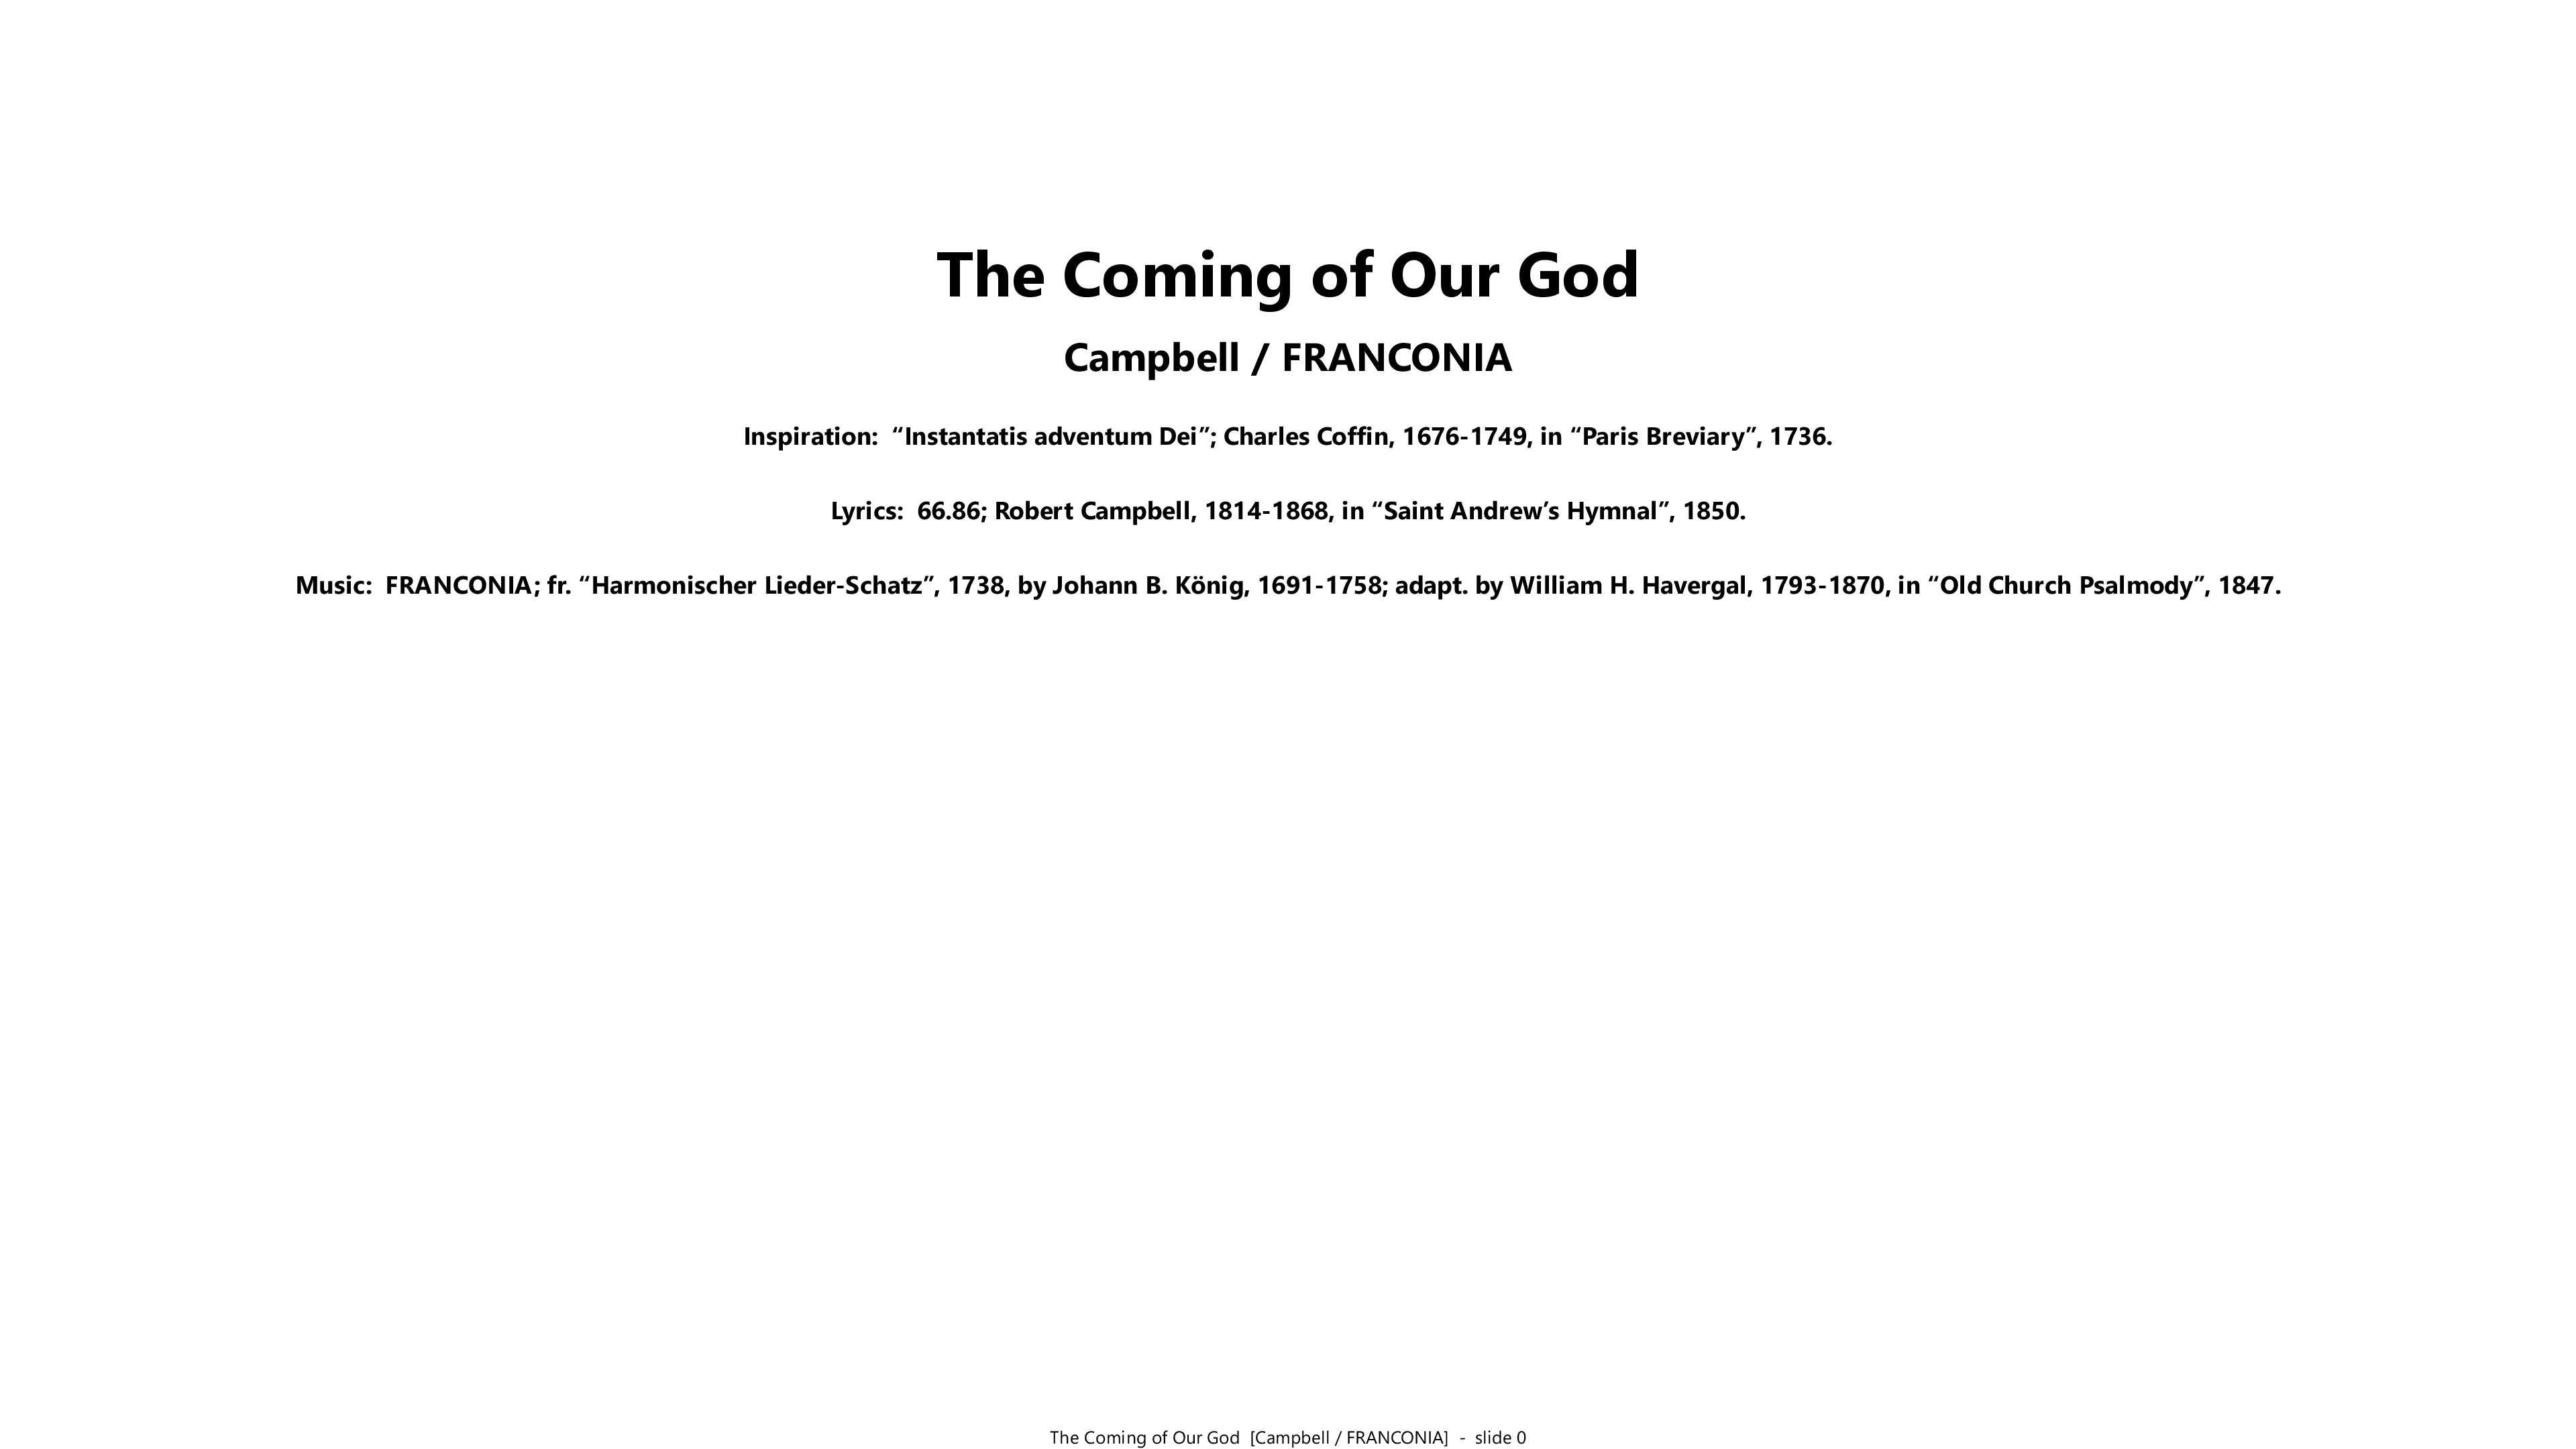 The Coming of Our God
Campbell / FRANCONIA
Inspiration:  “Instantatis adventum Dei”; Charles Coffin, 1676-1749, in “Paris Breviary”, 1736.
Lyrics:  66.86; Robert Campbell, 1814-1868, in “Saint Andrew’s Hymnal”, 1850.
Music:  FRANCONIA; fr. “Harmonischer Lieder-Schatz”, 1738, by Johann B. König, 1691-1758; adapt. by William H. Havergal, 1793-1870, in “Old Church Psalmody”, 1847.
The Coming of Our God  [Campbell / FRANCONIA]  -  slide 0